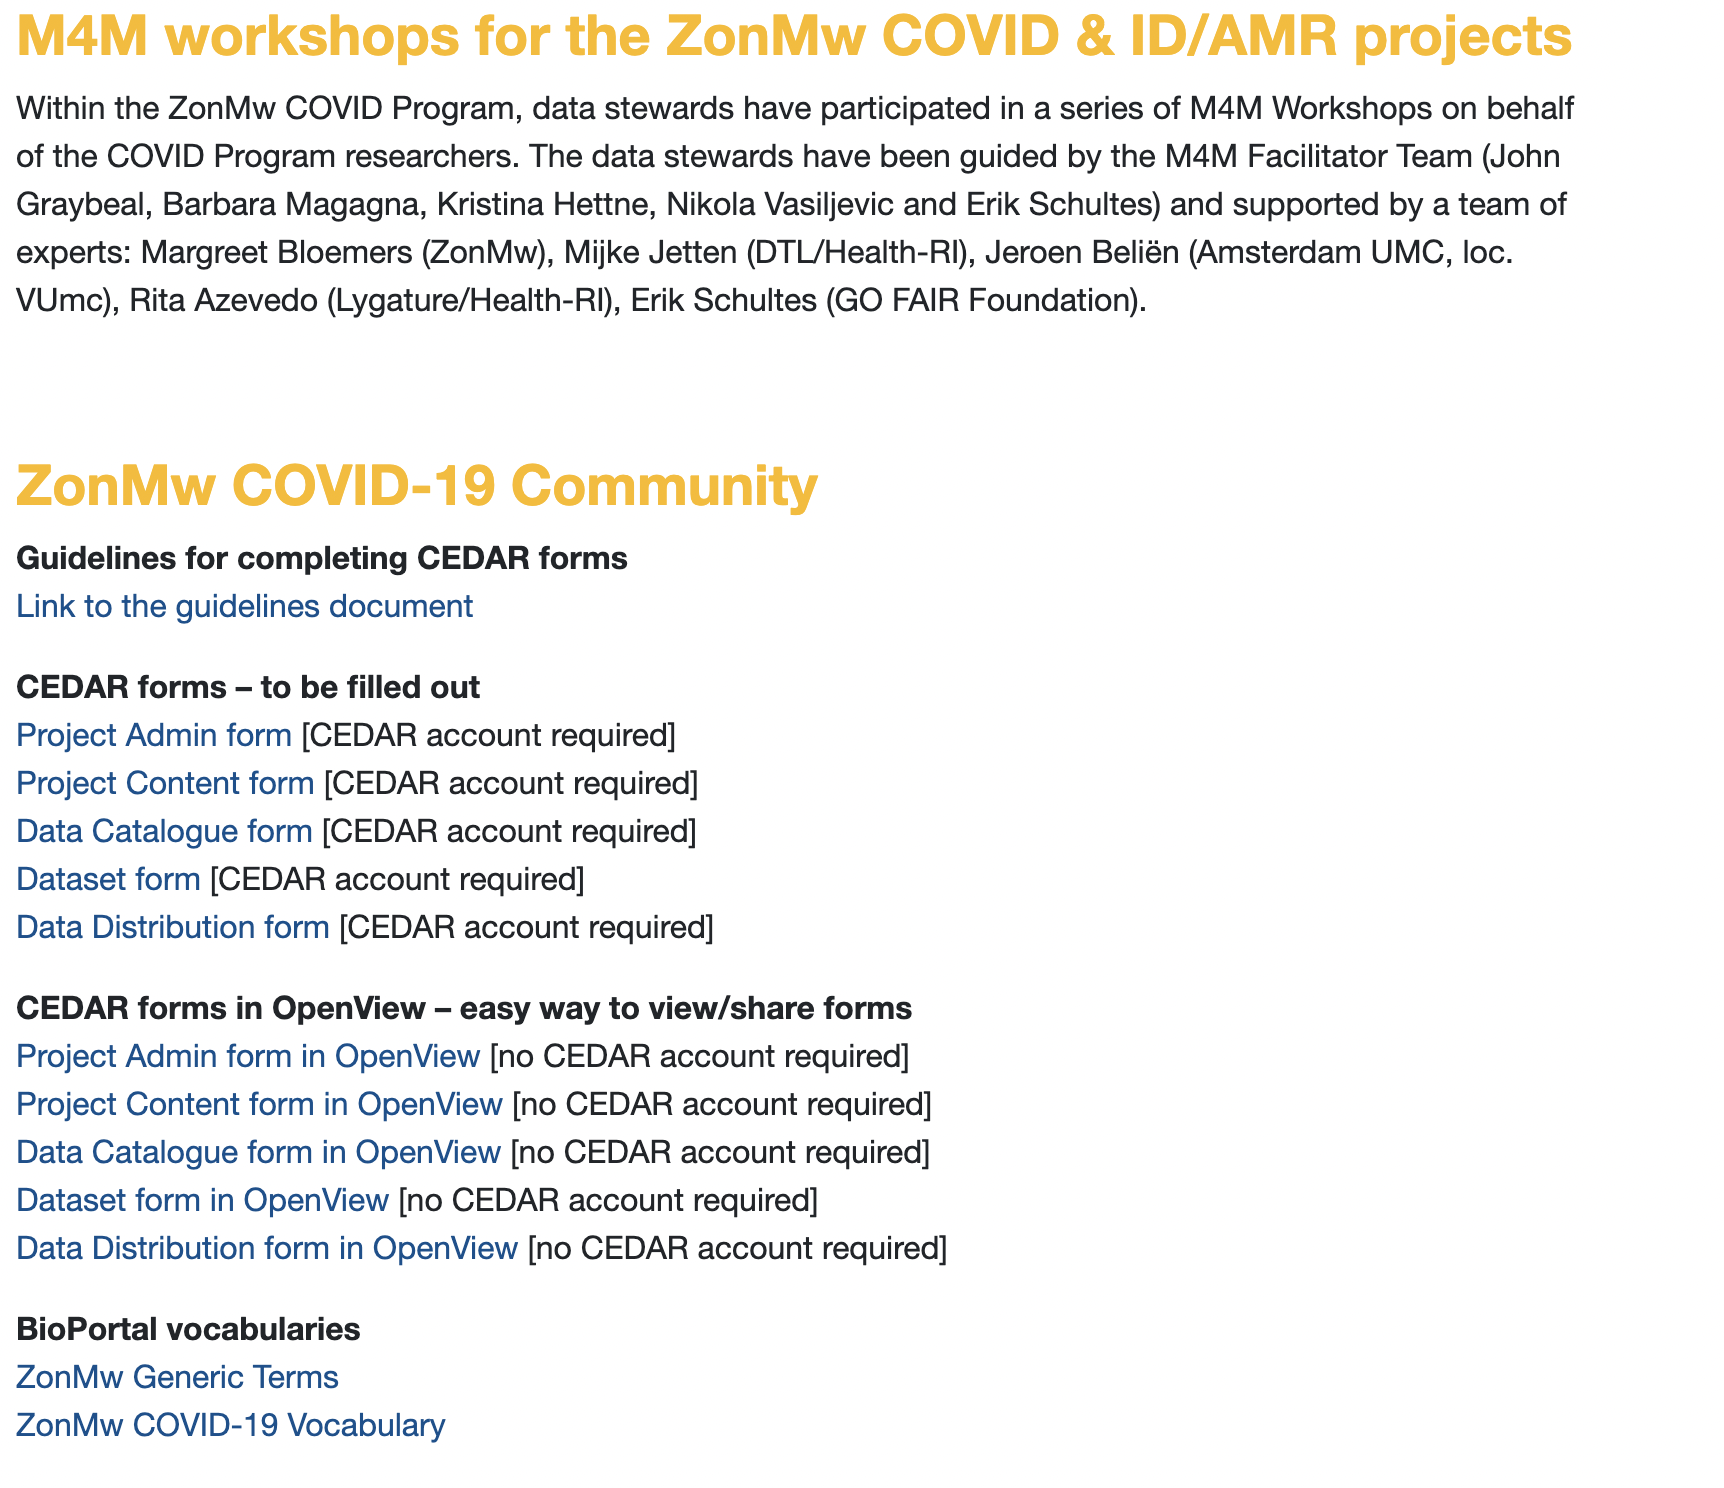 M4M workshops for the ZonMw COVID & ID/AMR projects
Within the ZonMw COVID Program, data stewards have participated in a series of M4M Workshops on behalf
of the COVID Program researchers. The data stewards have been guided by the M4M Facilitator Team (John
Graybeal, Barbara Magagna, Kristina Hettne, Nikola Vasiljevic and Erik Schultes) and supported by a team of
experts: Margreet Bloemers (ZonMw), Mijke Jetten (DTL/Health-RI), Jeroen Beliën (Amsterdam UMC, loc.
VUmc), Rita Azevedo (Lygature/Health-RI), Erik Schultes (GO FAIR Foundation).
ZonMw COVID-19 Community
Guidelines for completing CEDAR forms
Link to the guidelines document
CEDAR forms – to be filled out
Project Admin form [CEDAR account required]
Project Content form [CEDAR account required]
Data Catalogue form [CEDAR account required]
Dataset form [CEDAR account required]
Data Distribution form [CEDAR account required]
CEDAR forms in OpenView – easy way to view/share forms
Project Admin form in OpenView [no CEDAR account required]
Project Content form in OpenView [no CEDAR account required]
Data Catalogue form in OpenView [no CEDAR account required]
Dataset form in OpenView [no CEDAR account required]
Data Distribution form in OpenView [no CEDAR account required]
BioPortal vocabularies
ZonMw Generic Terms
ZonMw COVID-19 Vocabulary